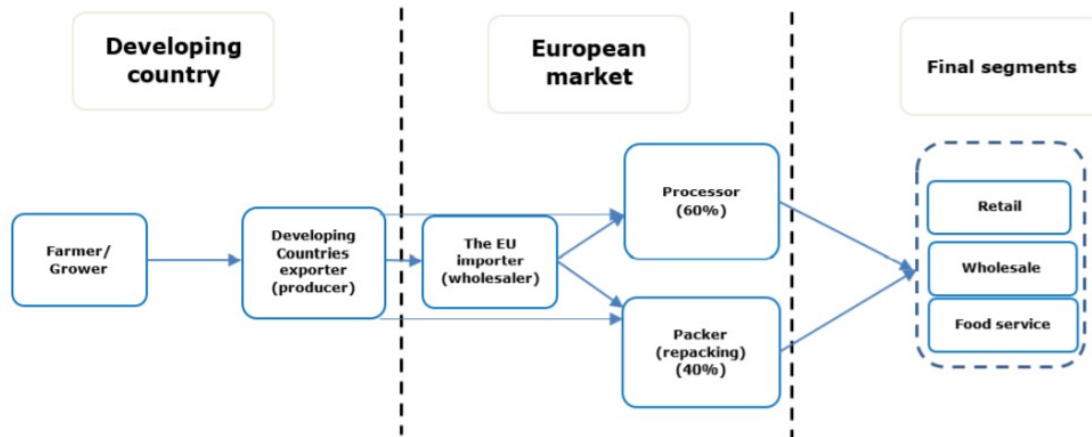 Developing
country
European
market
Final segments
Farmer/
Grower
Developing
Countries
exporter
(producer)
The EU
importer
(wholesaler)
Processor
(60%)
Packer
(repacking)
(40%)
Retail
Wholesale
Food service